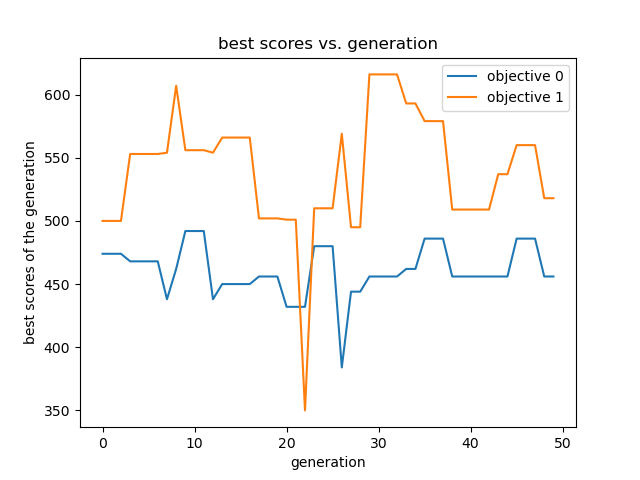 best scores vs. generation
objective 0
objective 1
best scores of the generation
600
550
500
450
400
350
0 10 20 30 40 50
generation